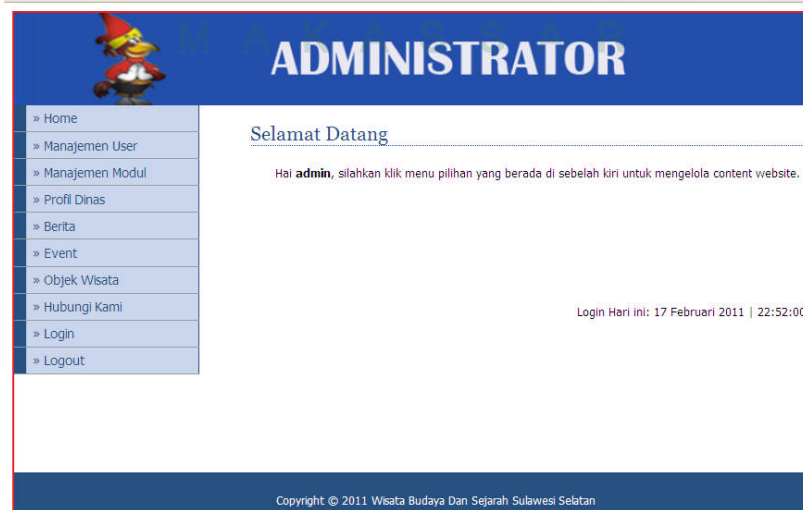 MAKASSAR
ADMINISTRATOR
» Home
» Manajemen User
» Manajemen Modul
» Profil Dinas
» Berita
» Event
» Objek Wisata
» Hubungi Kami
» Login
» Logout
Selamat Datang
Hai admin, silahkan klik menu pilihan yang berada di sebelah kiri untuk mengelola content website.
Login Hari ini: 17 Februari 2011 | 22:52:00
Copyright © 2011 Wisata Budaya Dan Sejarah Sulawesi Selatan